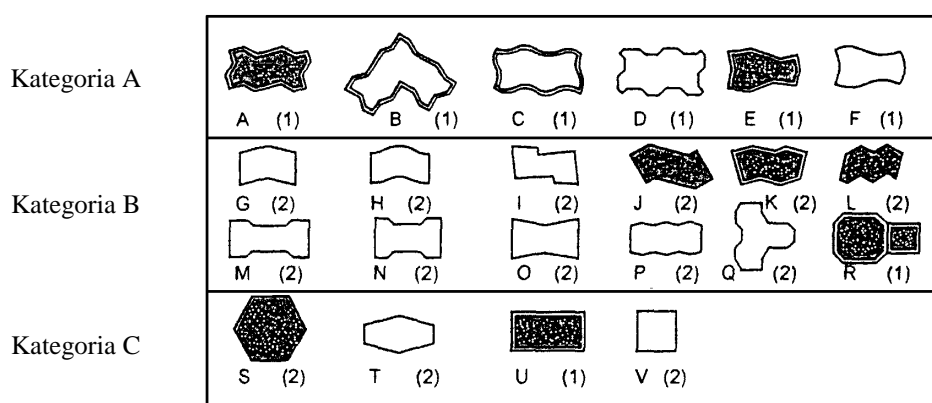 Kategoria A
A (1) B (1) C (1) D (1) E (1) F (1)
Kategoria B
G (2) H (2) I (2) J (2) K (2) L (2)
M (2) N (2) O (2) P (2) Q (2) R (1)
Kategoria C
S (2) T (2) U (1) V (2)